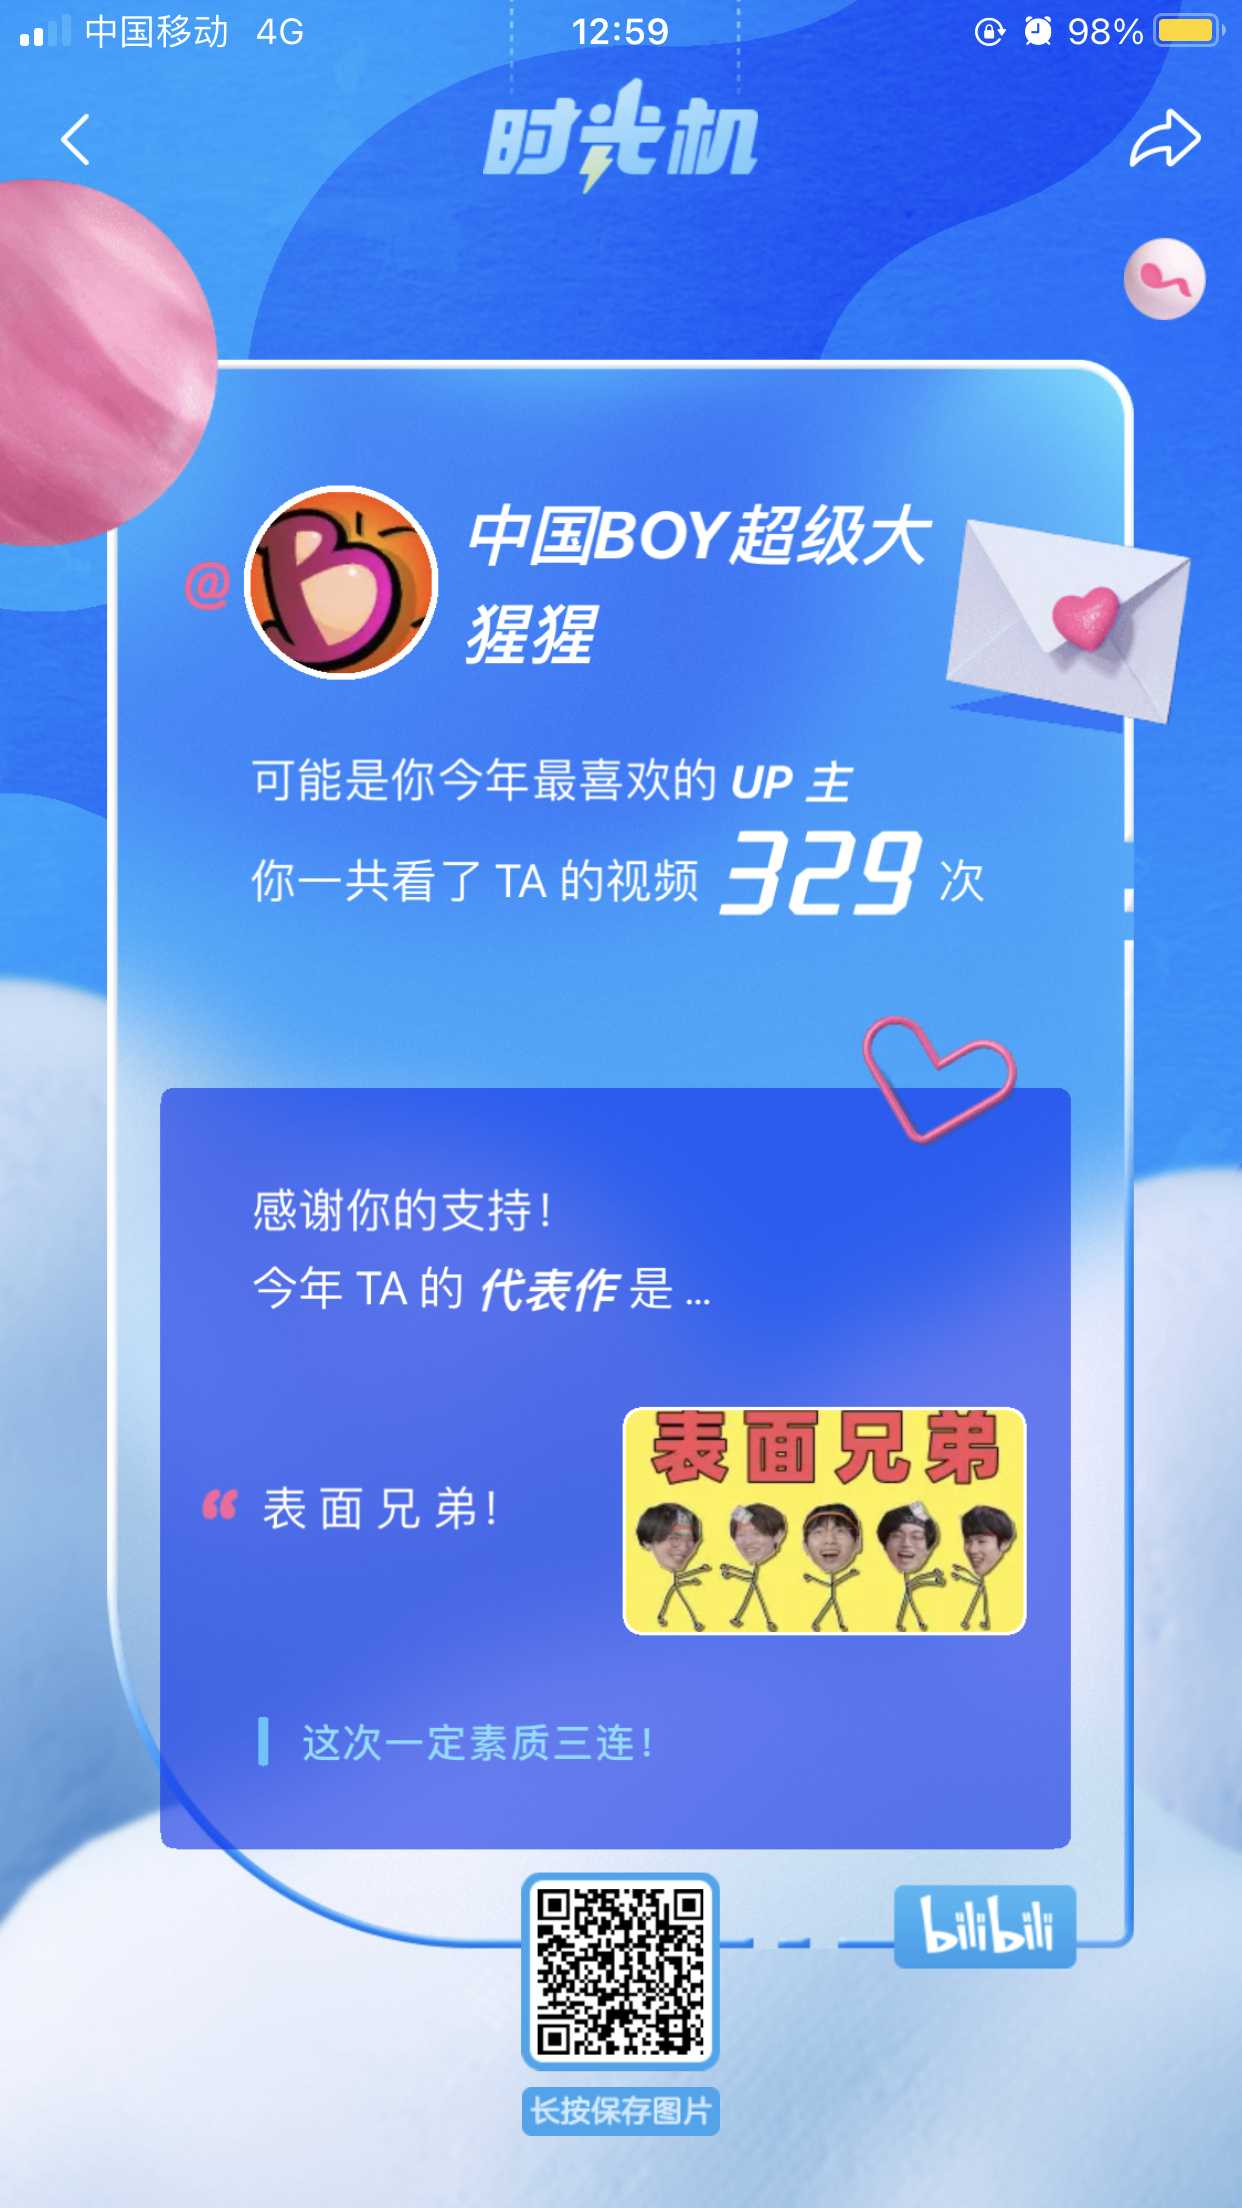 中国移动 4G 12:59 98%
时光机
@ 中国BOY超级大
猩猩
可能是你今年最喜欢的 UP 主
你一共看了 TA 的视频 329 次
感谢你的支持!
今年 TA 的 代表作 是 ...
表面兄弟
“ 表 面 兄 弟!
这次一定素质三连!
bilibili
长按保存图片